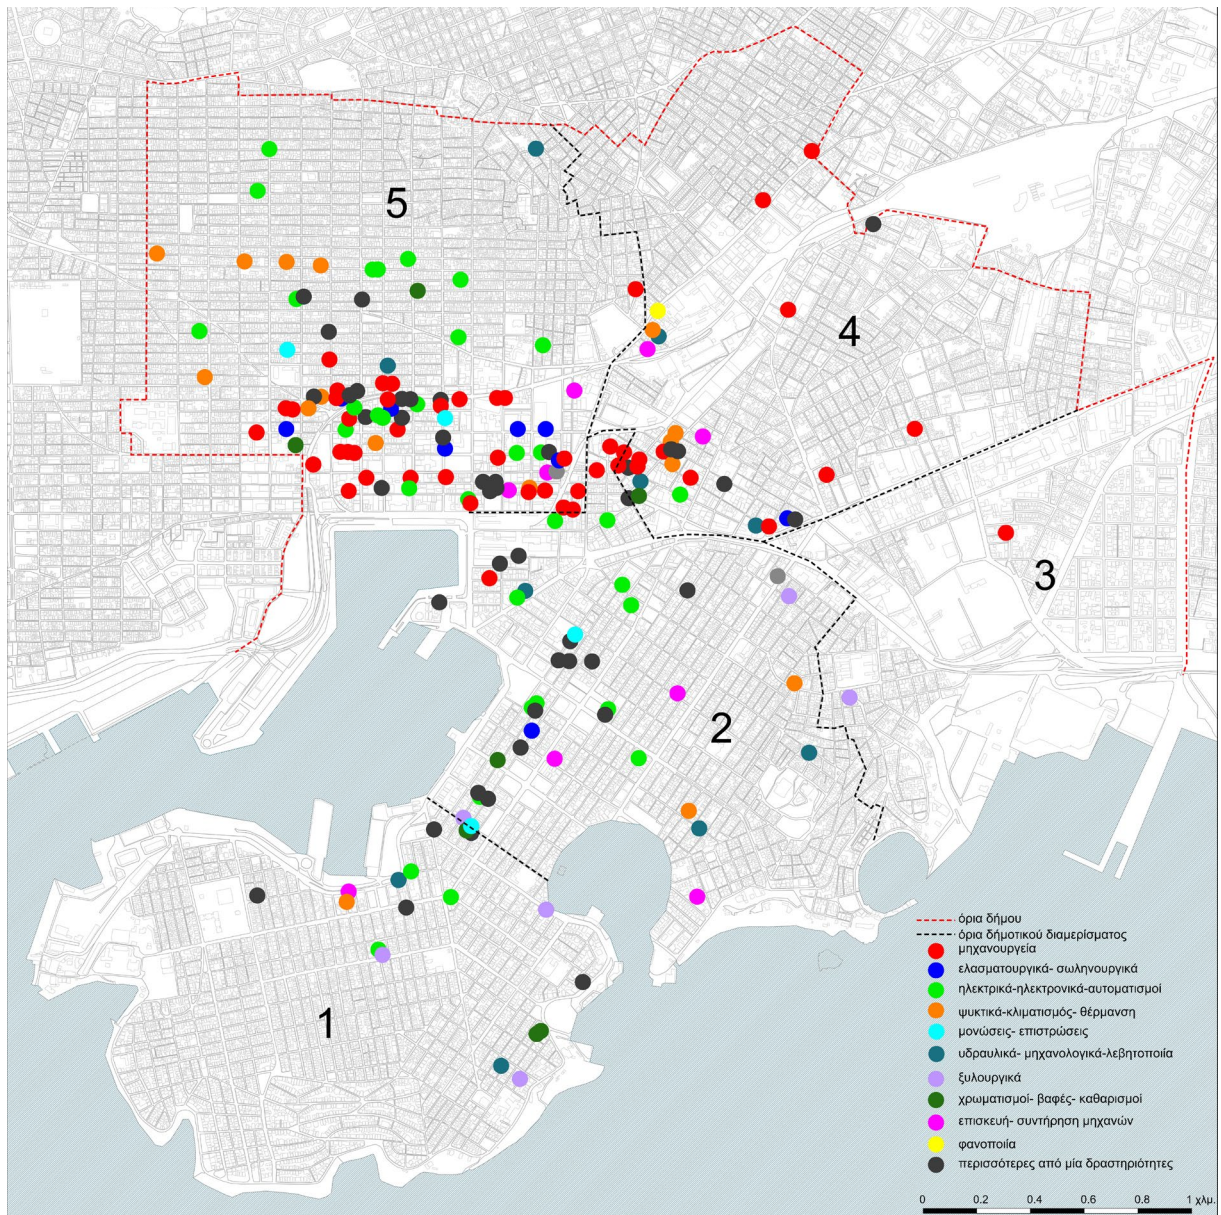 5
4
3
2
1
όρια δήμου
όρια δήμοτικού διαμερίσματος
μηχανουργεία
ελασματουργικά- σωληνουργικά
ηλεκτρικά-ηλεκτρονικά-αυτοματισμοί
ψυκτικά-κλιματισμός- θέρμανση
μονώσεις- επιστρώσεις
υδραυλικά- μηχανολογικά-λεβητοποιία
ξυλουργικά
χρωματισμοί- βαφές- καθαρισμοί
επισκευή- συντήρηση μηχανών
φανοποιία
περισσότερες από μία δραστηριότητες
0 0.2 0.4 0.6 0.8 1 χλμ.